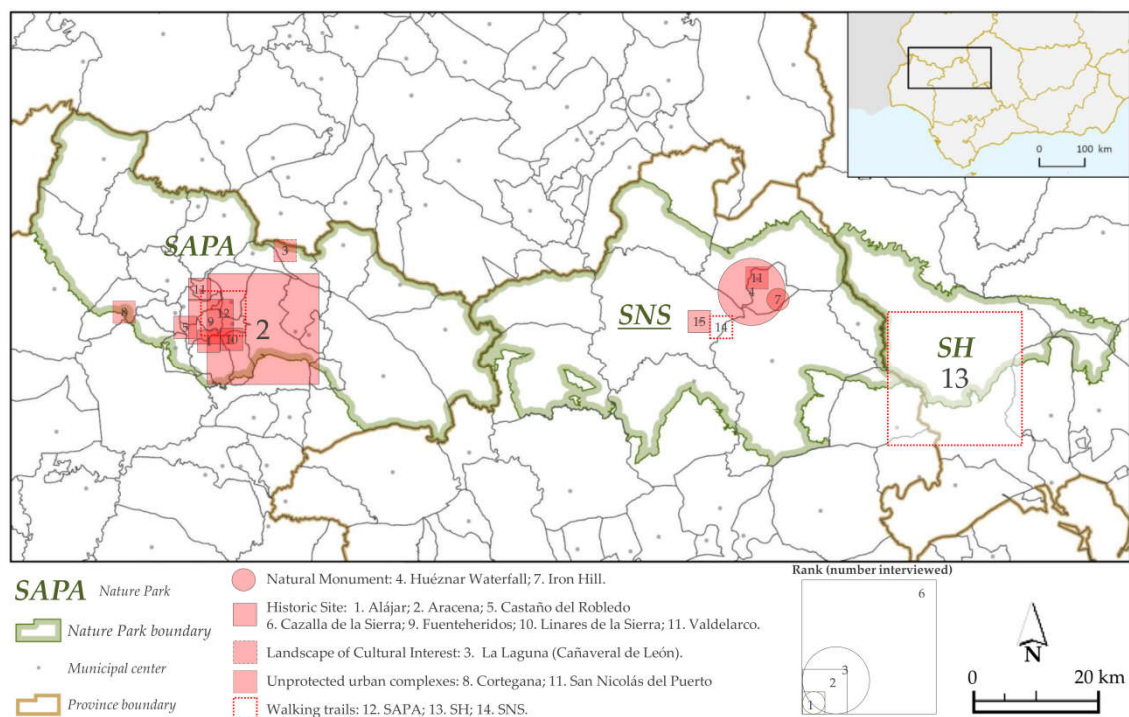 0 100 km
SAPA
3
11
8
12
5
9
2
1
10
SNS
11
4
7
15
14
SH
13
SAPA Nature Park
Nature Park boundary
Municipal center
Province boundary
Natural Monument: 4. Huéznar Waterfall; 7. Iron Hill.
Historic Site: 1. Alájar; 2. Aracena; 5. Castaño del Robledo
6. Cazalla de la Sierra; 9. Fuenteheridos; 10. Linares de la Sierra; 11. Valdelarco.
Landscape of Cultural Interest: 3. La Laguna (Cañaveral de León).
Unprotected urban complexes: 8. Cortegana; 11. San Nicolás del Puerto
Walking trails: 12. SAPA; 13. SH; 14. SNS.
Rank (number interviewed)
6
3
2
1
N
0 20 km